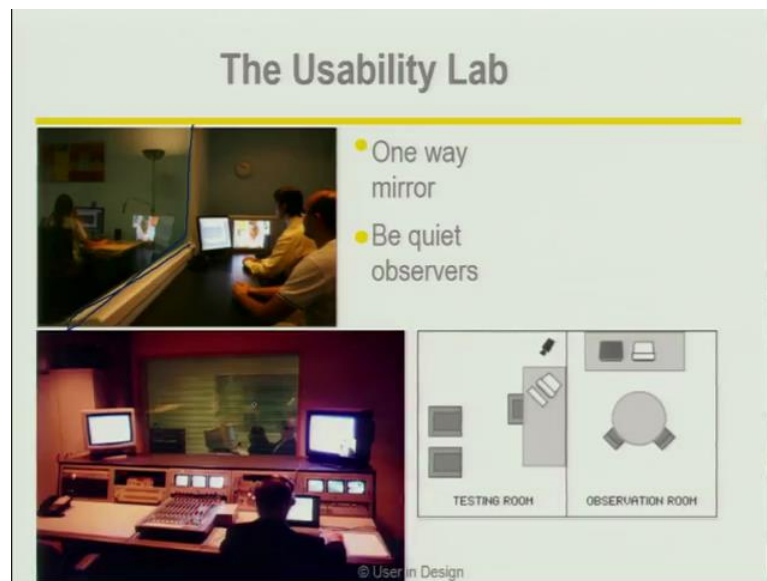 The Usability Lab
One way
mirror
Be quiet
observers
TESTING ROOM
OBSERVATION ROOM
© User in Design